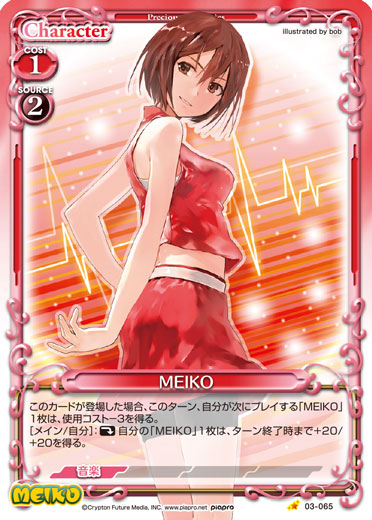 Character
illustrated by bob
COST
1
SOURCE
2
MEIKO
このカードが登場した場合、このターン、自分が次にプレイする「MEIKO」
1枚は、使用コスト-3を得る。
[メイン/自分]: 自分の「MEIKO」1枚は、ターン終了時まで+20/
+20を得る。
音楽
MEIKO
©Crypton Future Media, INC. www.piapro.net piapro
03-065